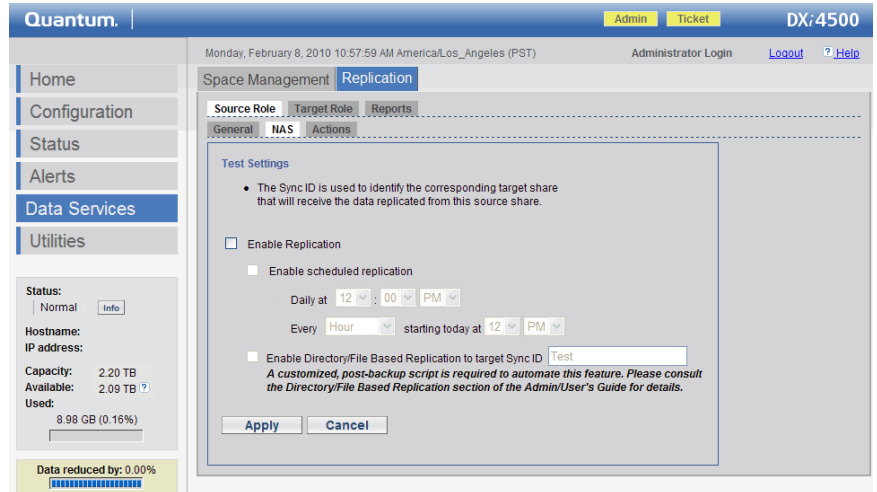 Quantum.
Admin Ticket
DXi4500
Monday, February 8, 2010 10:57:59 AM America/Los_Angeles (PST)
Administrator Login
Logout
? Help
Home
Configuration
Status
Alerts
Data Services
Utilities
Status:
Normal Info
Hostname:
IP address:
Capacity: 2.20 TB
Available: 2.09 TB ?
Used:
8.98 GB (0.16%)
Data reduced by: 0.00%
Space Management Replication
Source Role Target Role Reports
General NAS Actions
Test Settings
• The Sync ID is used to identify the corresponding target share
that will receive the data replicated from this source share.
Enable Replication
Enable scheduled replication
Daily at 12 : 00 PM
Every Hour starting today at 12 PM
Enable Directory/File Based Replication to target Sync ID Test
A customized, post-backup script is required to automate this feature. Please consult
the Directory/File Based Replication section of the Admin/User's Guide for details.
Apply Cancel